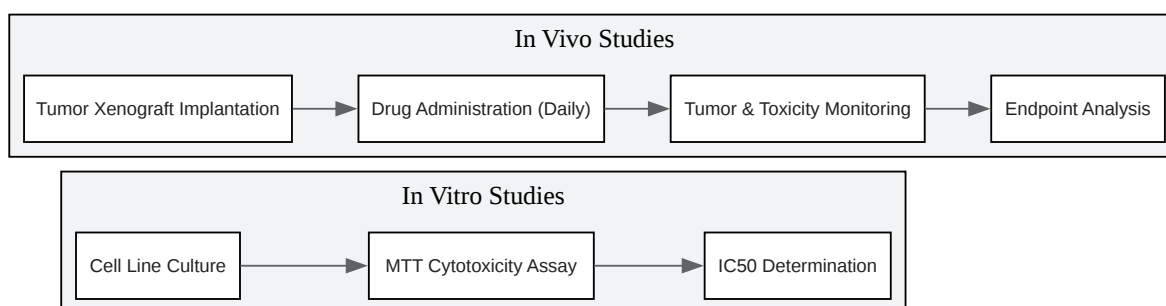 In Vivo Studies
Tumor Xenograft Implantation
Drug Administration (Daily)
Tumor & Toxicity Monitoring
Endpoint Analysis
In Vitro Studies
Cell Line Culture
MTT Cytotoxicity Assay
IC50 Determination